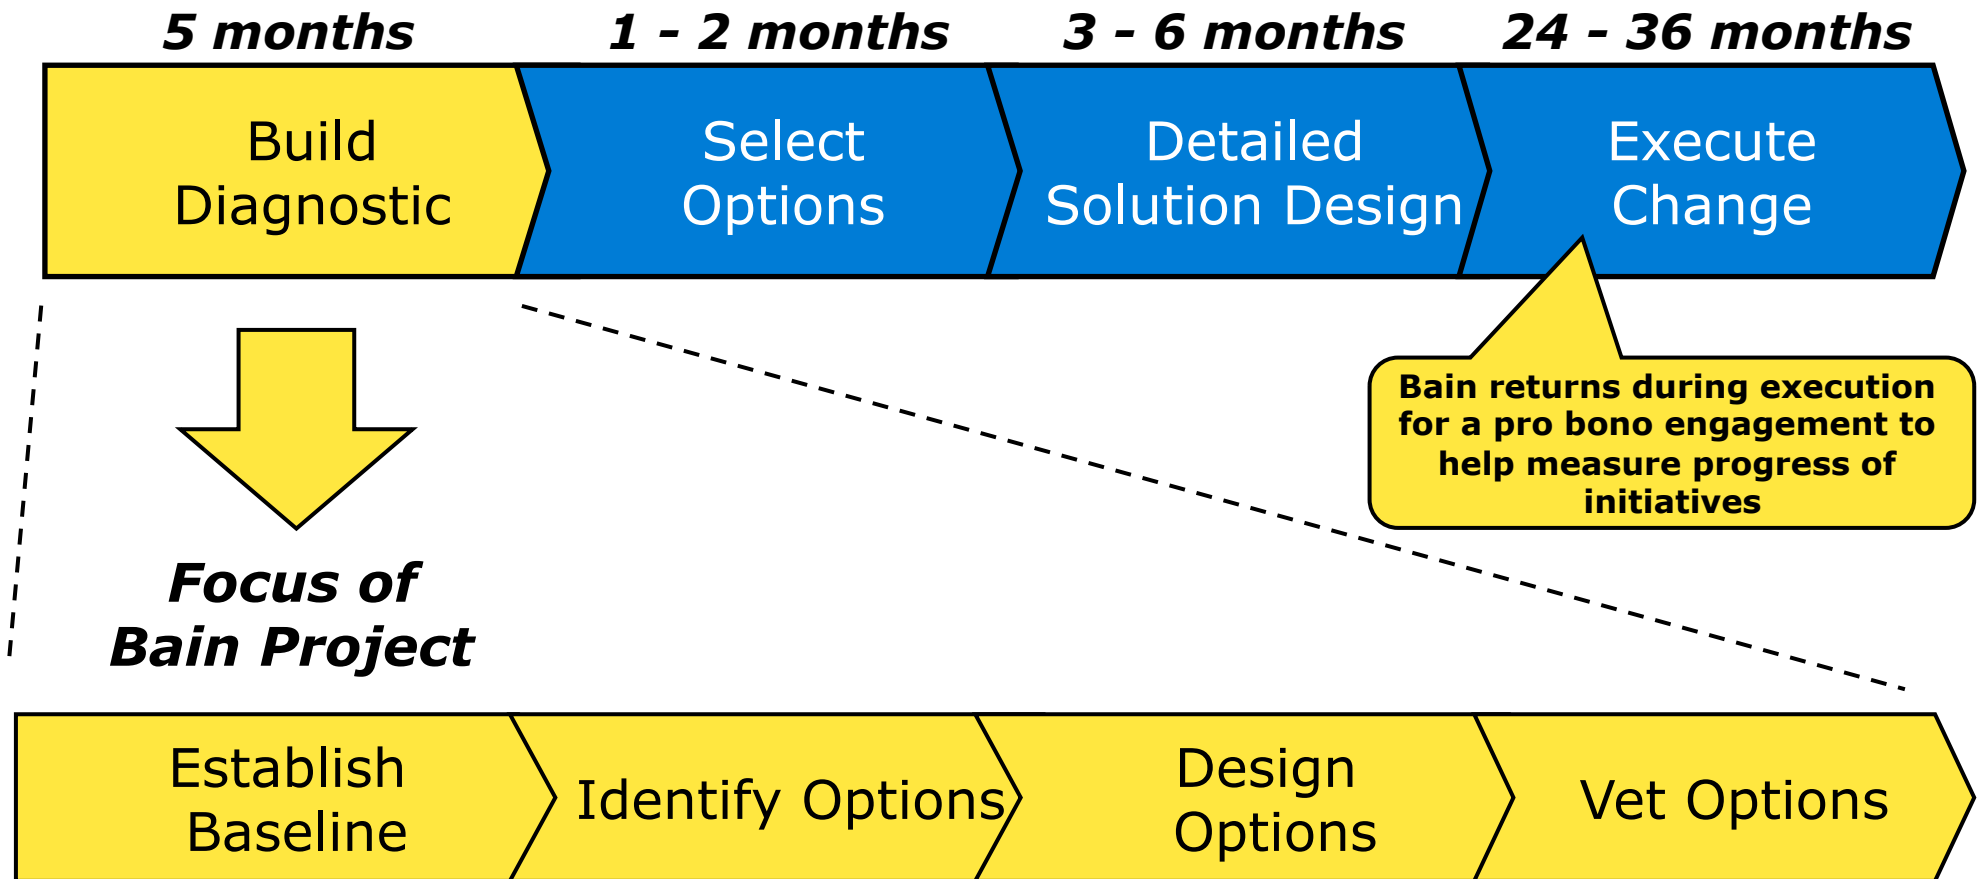 5 months
1 - 2 months
3 - 6 months
24 - 36 months
Build
Diagnostic
Select
Options
Detailed
Solution Design
Execute
Change
Bain returns during execution
for a pro bono engagement to
help measure progress of
initiatives
Focus of
Bain Project
Establish
Baseline
Identify Options
Design
Options
Vet Options